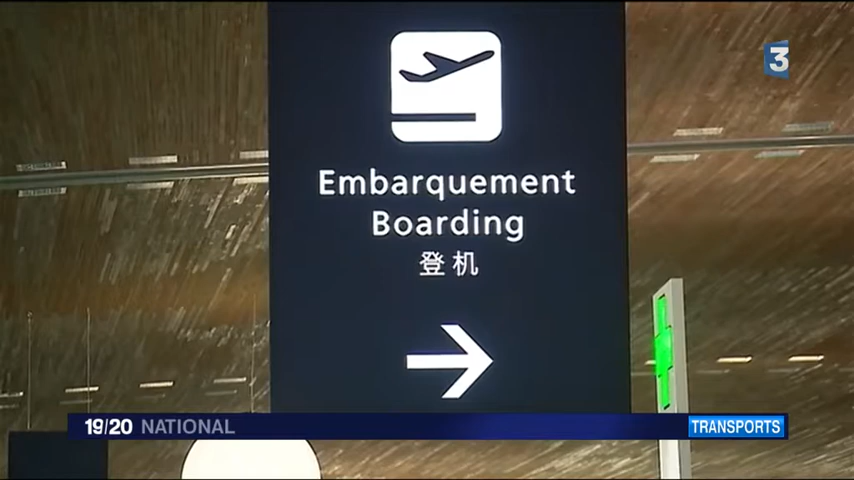 3
Embarquement
Boarding
登机
19/20 NATIONAL
TRANSPORTS